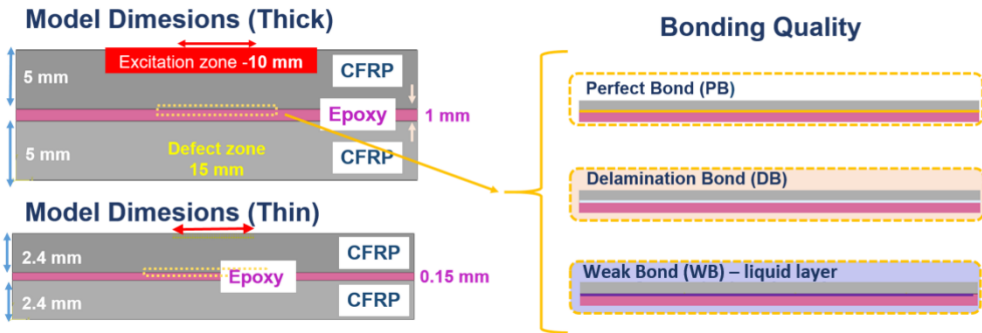 Model Dimesions (Thick)
Excitation zone -10 mm
5 mm
CFRP
Epoxy
1 mm
Defect zone
15 mm
5 mm
CFRP
Model Dimesions (Thin)
2.4 mm
CFRP
Epoxy
0.15 mm
2.4 mm
CFRP
Bonding Quality
Perfect Bond (PB)
Delamination Bond (DB)
Weak Bond (WB) – liquid layer